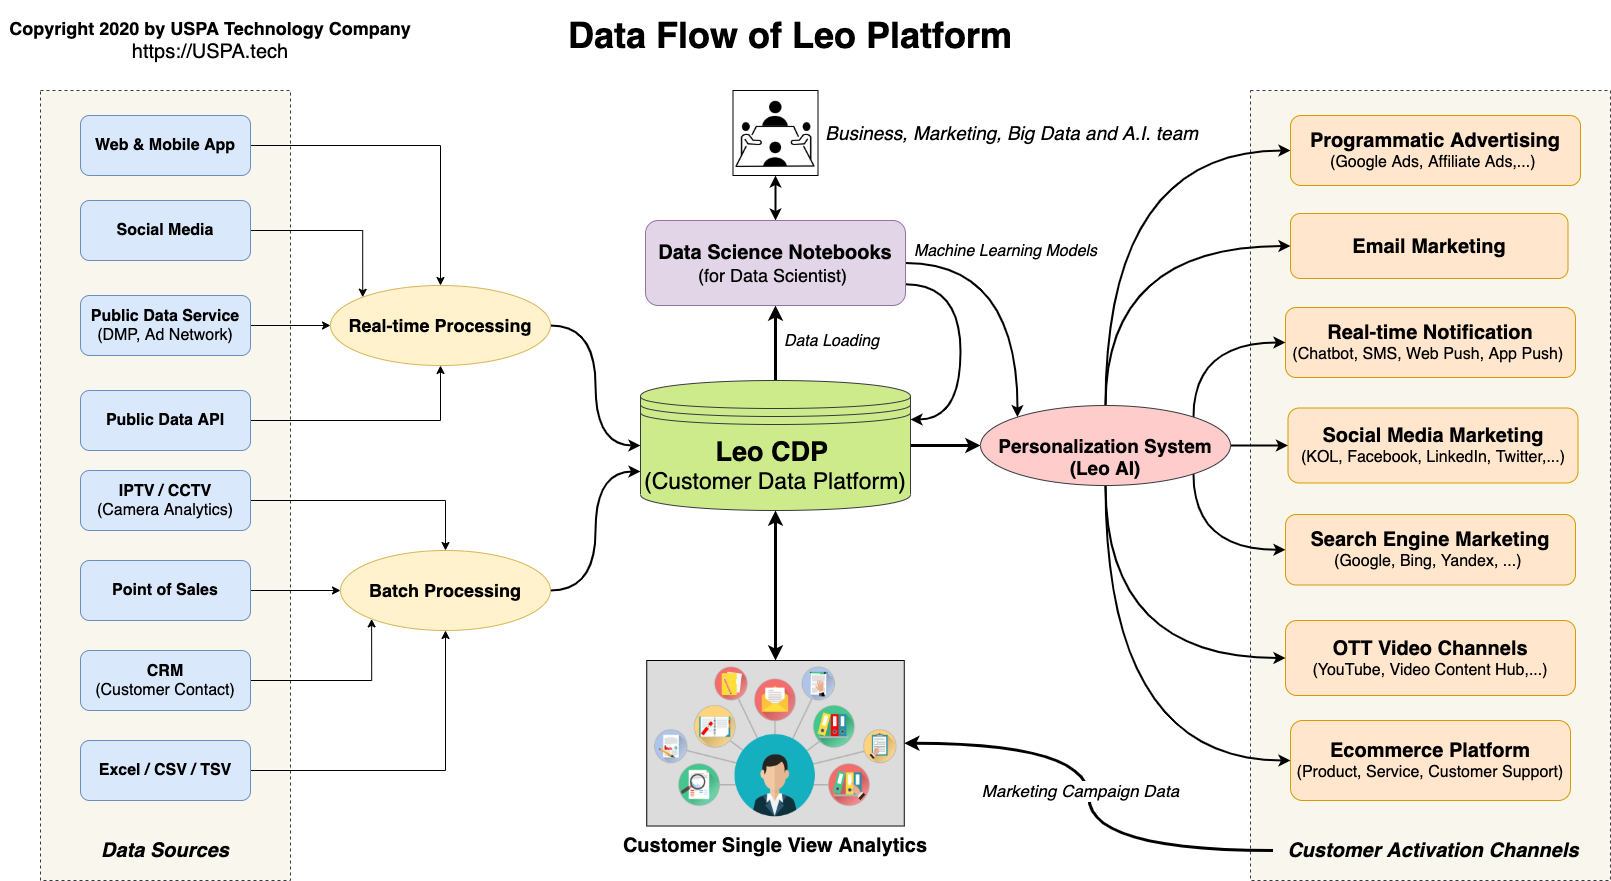 Copyright 2020 by USPA Technology Company
https://USPA.tech
Data Flow of Leo Platform
Web & Mobile App
Social Media
Public Data Service
(DMP, Ad Network)
Public Data API
IPTV / CCTV
(Camera Analytics)
Point of Sales
CRM
(Customer Contact)
Excel / CSV / TSV
Data Sources
Real-time Processing
Batch Processing
Business, Marketing, Big Data and A.I. team
Data Science Notebooks
(for Data Scientist)
Machine Learning Models
Data Loading
Leo CDP
(Customer Data Platform)
Personalization System
(Leo AI)
Customer Single View Analytics
Marketing Campaign Data
Programmatic Advertising
(Google Ads, Affiliate Ads,...)
Email Marketing
Real-time Notification
(Chatbot, SMS, Web Push, App Push)
Social Media Marketing
(KOL, Facebook, LinkedIn, Twitter,...)
Search Engine Marketing
(Google, Bing, Yandex, ...)
OTT Video Channels
(YouTube, Video Content Hub,...)
Ecommerce Platform
(Product, Service, Customer Support)
Customer Activation Channels